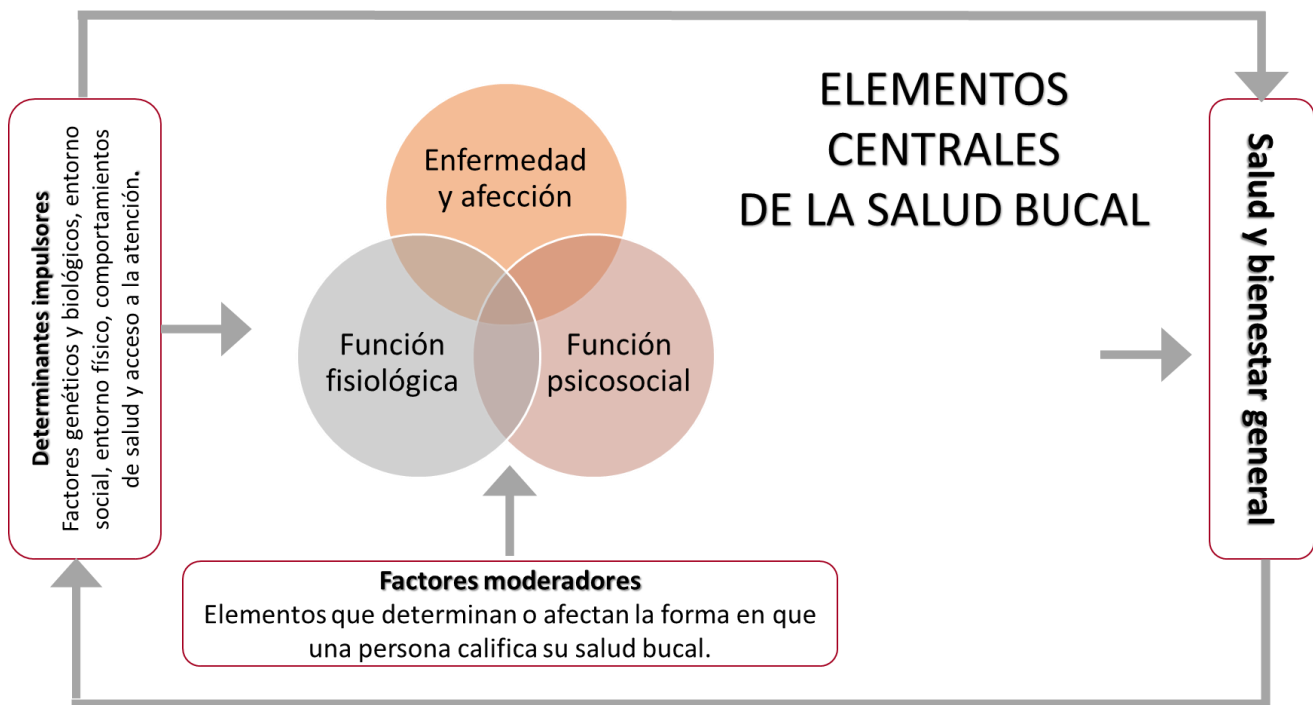 ELEMENTOS
CENTRALES
DE LA SALUD BUCAL
Determinantes impulsores
Factores genéticos y biológicos, entorno
social, entorno físico, comportamientos
de salud y acceso a la atención.
Enfermedad
y afección
Función
fisiológica
Función
psicosocial
Factores moderadores
Elementos que determinan o afectan la forma en que
una persona califica su salud bucal.
Salud y bienestar general